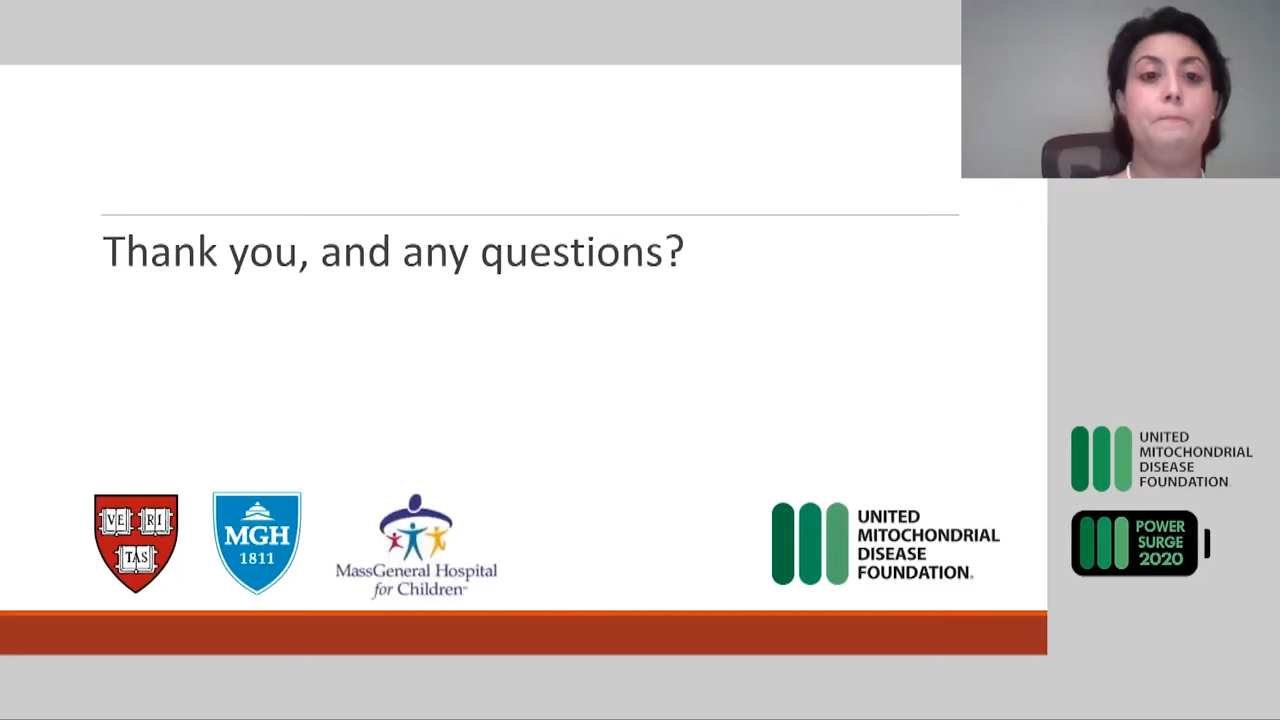 Thank you, and any questions?
VE RI
TAS
MGH
1811
MassGeneral Hospital
for Children™
UNITED
MITOCHONDRIAL
DISEASE
FOUNDATION®
UNITED
MITOCHONDRIAL
DISEASE
FOUNDATION
POWER
SURGE
2020